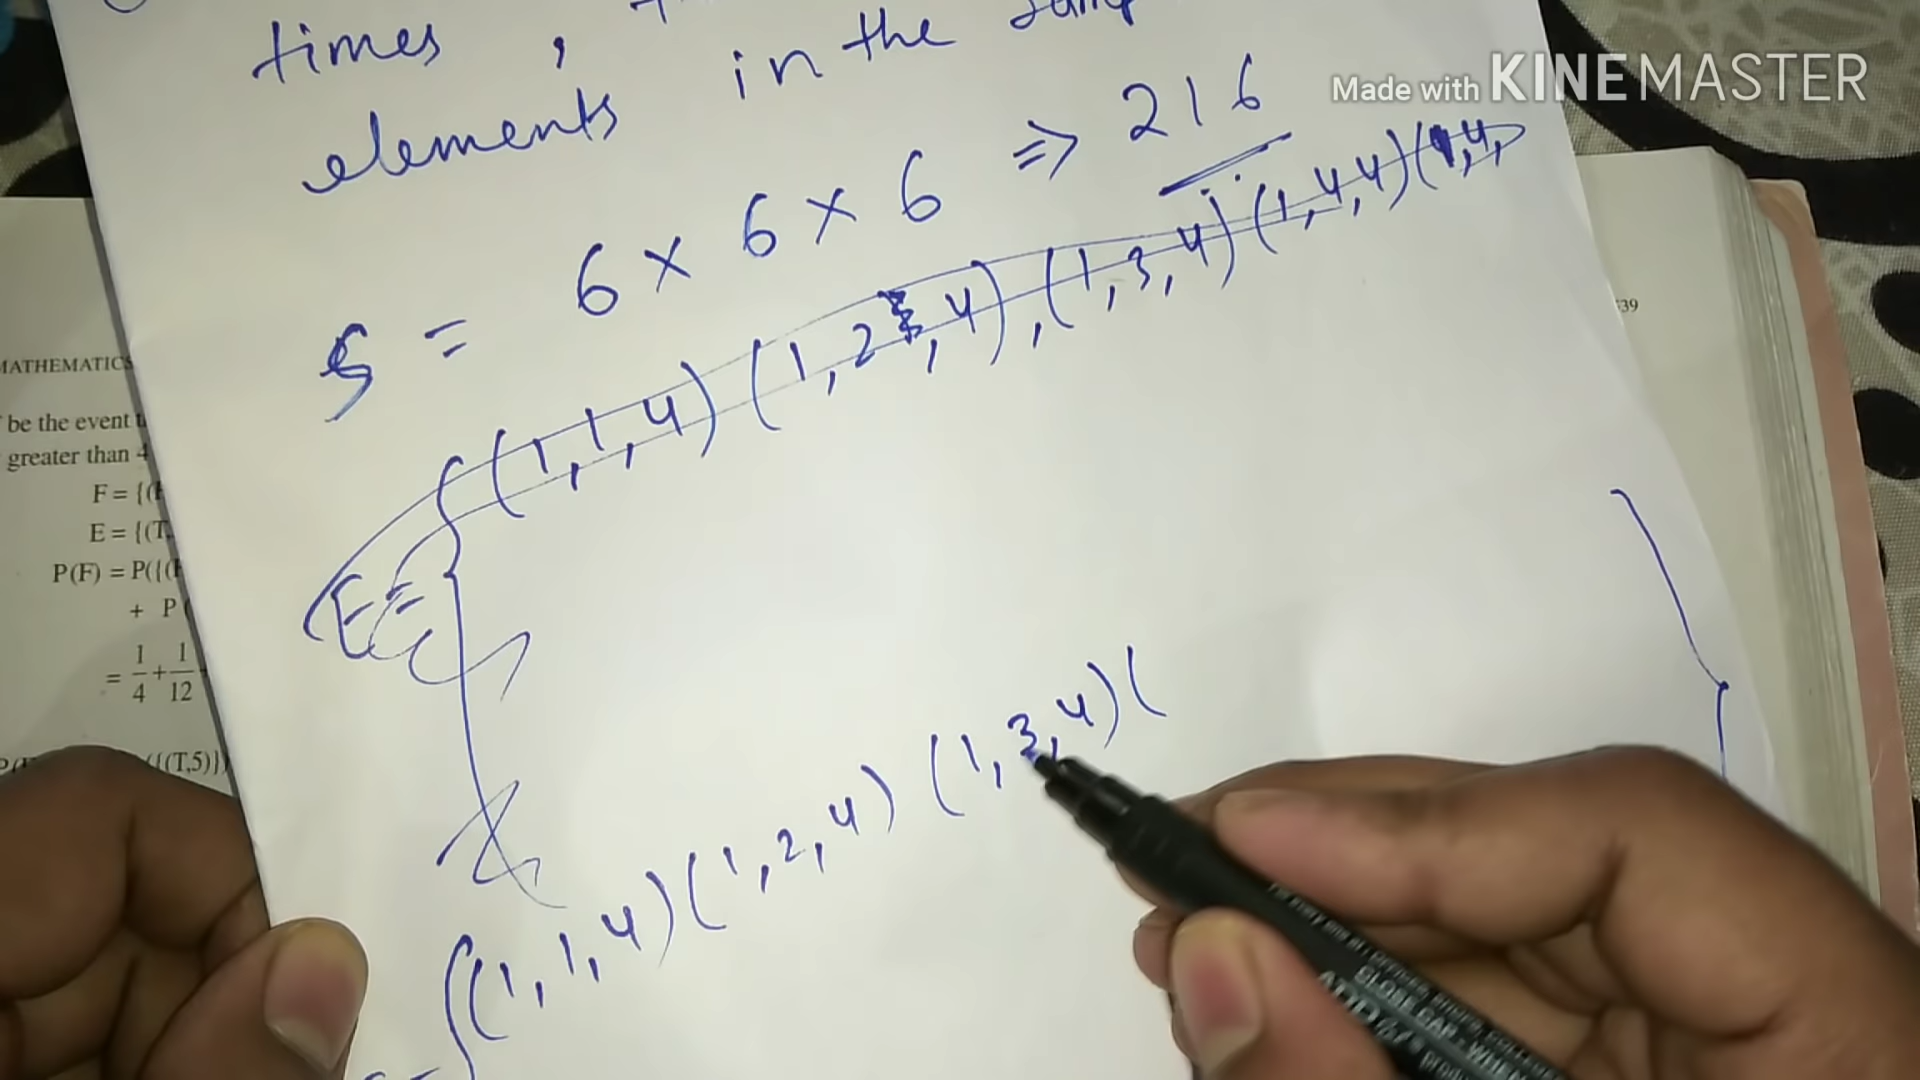 times ,
elements in the
6 × 6 × 6 ⇒ 216
S =
(1,1,4) (1,2,4), (1,3,4) (1,4,4) (1,4,
E =
(1,1,4) (1,2,4) (1,3,4) (
Made with KINEMASTER
39
MATHEMATICS
be the event
greater than 4
F = {(
E = {(T,
P(F) = P({(
+ P(
= 1/4 + 1/12
({(T,5)})